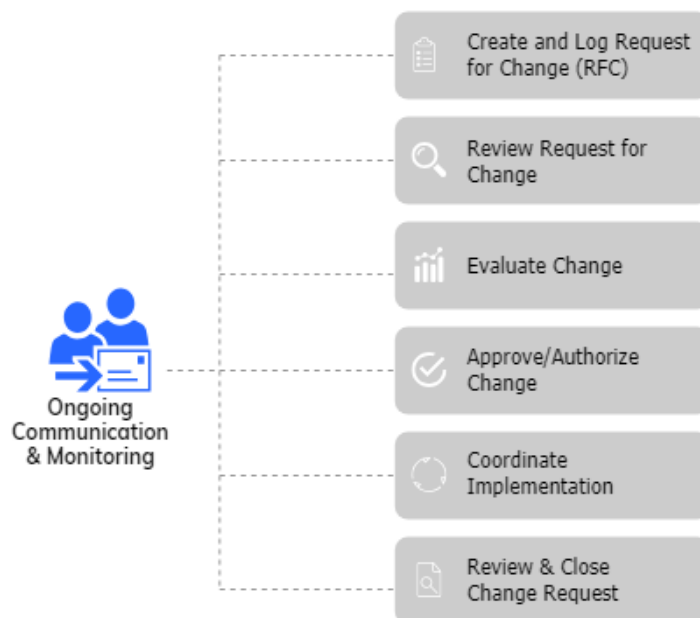 Create and Log Request
for Change (RFC)
Review Request for
Change
Evaluate Change
Approve/Authorize
Change
Coordinate
Implementation
Review & Close
Change Request
Ongoing
Communication
& Monitoring